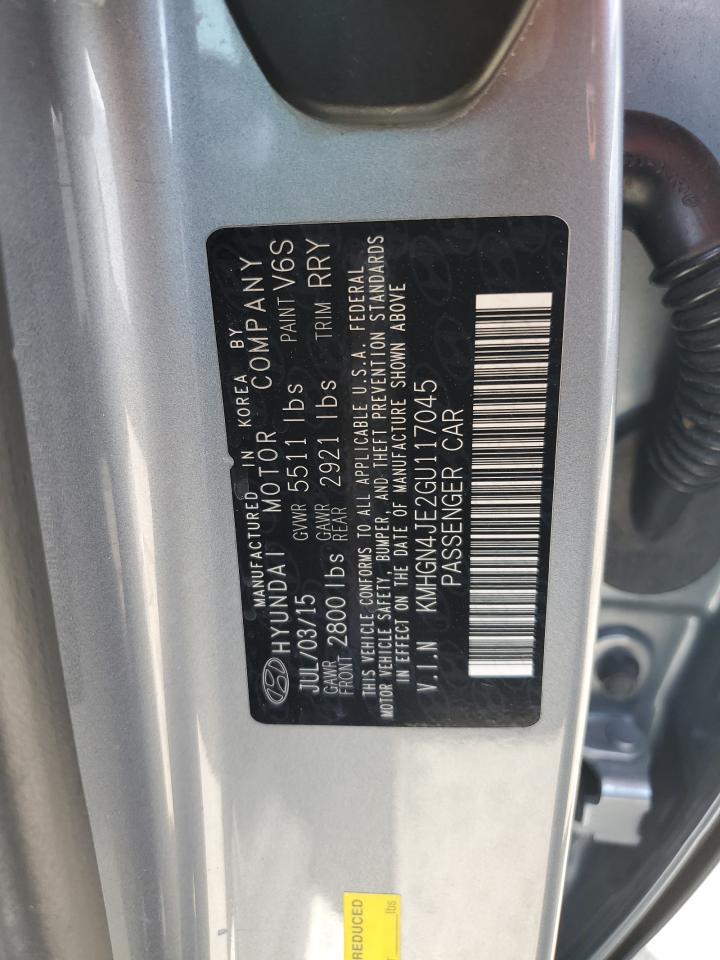 MANUFACTURED IN KOREA BY
HYUNDAI MOTOR COMPANY
JUL/03/15 GVWR 5511 lbs PAINT V6S
GAWR FRONT 2800 lbs GAWR REAR 2921 lbs TRIM RRY
THIS VEHICLE CONFORMS TO ALL APPLICABLE U.S.A. FEDERAL
MOTOR VEHICLE SAFETY, BUMPER, AND THEFT PREVENTION STANDARDS
IN EFFECT ON THE DATE OF MANUFACTURE SHOWN ABOVE
V.I.N KMHGN4JE2GU117045
PASSENGER CAR
REDUCED
lbs